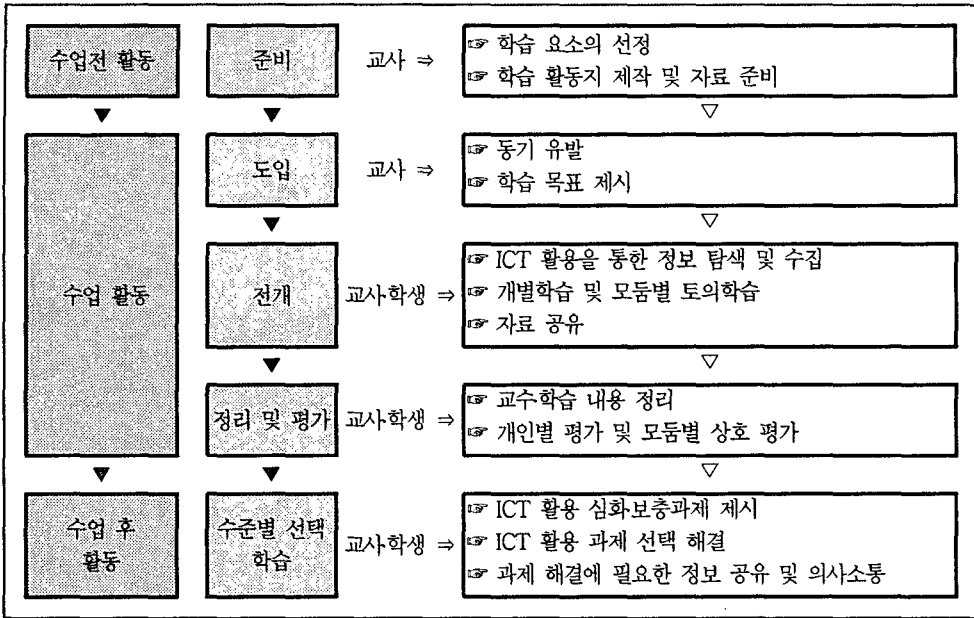 수업전 활동 준비 교사 ⇒ ☞ 학습 요소의 선정
☞ 학습 활동지 제작 및 자료 준비
▼ ▼ ▽
수업 활동 도입 교사 ⇒ ☞ 동기 유발
☞ 학습 목표 제시
▼ ▽
전개 교사·학생 ⇒ ☞ ICT 활용을 통한 정보 탐색 및 수집
☞ 개별학습 및 모둠별 토의학습
☞ 자료 공유
▼ ▽
정리 및 평가 교사·학생 ⇒ ☞ 교수·학습 내용 정리
☞ 개인별 평가 및 모둠별 상호 평가
▼ ▼ ▽
수업 후
활동
수준별 선택
학습
교사·학생 ⇒ ☞ ICT 활용 심화·보충과제 제시
☞ ICT 활용 과제 선택 해결
☞ 과제 해결에 필요한 정보 공유 및 의사소통